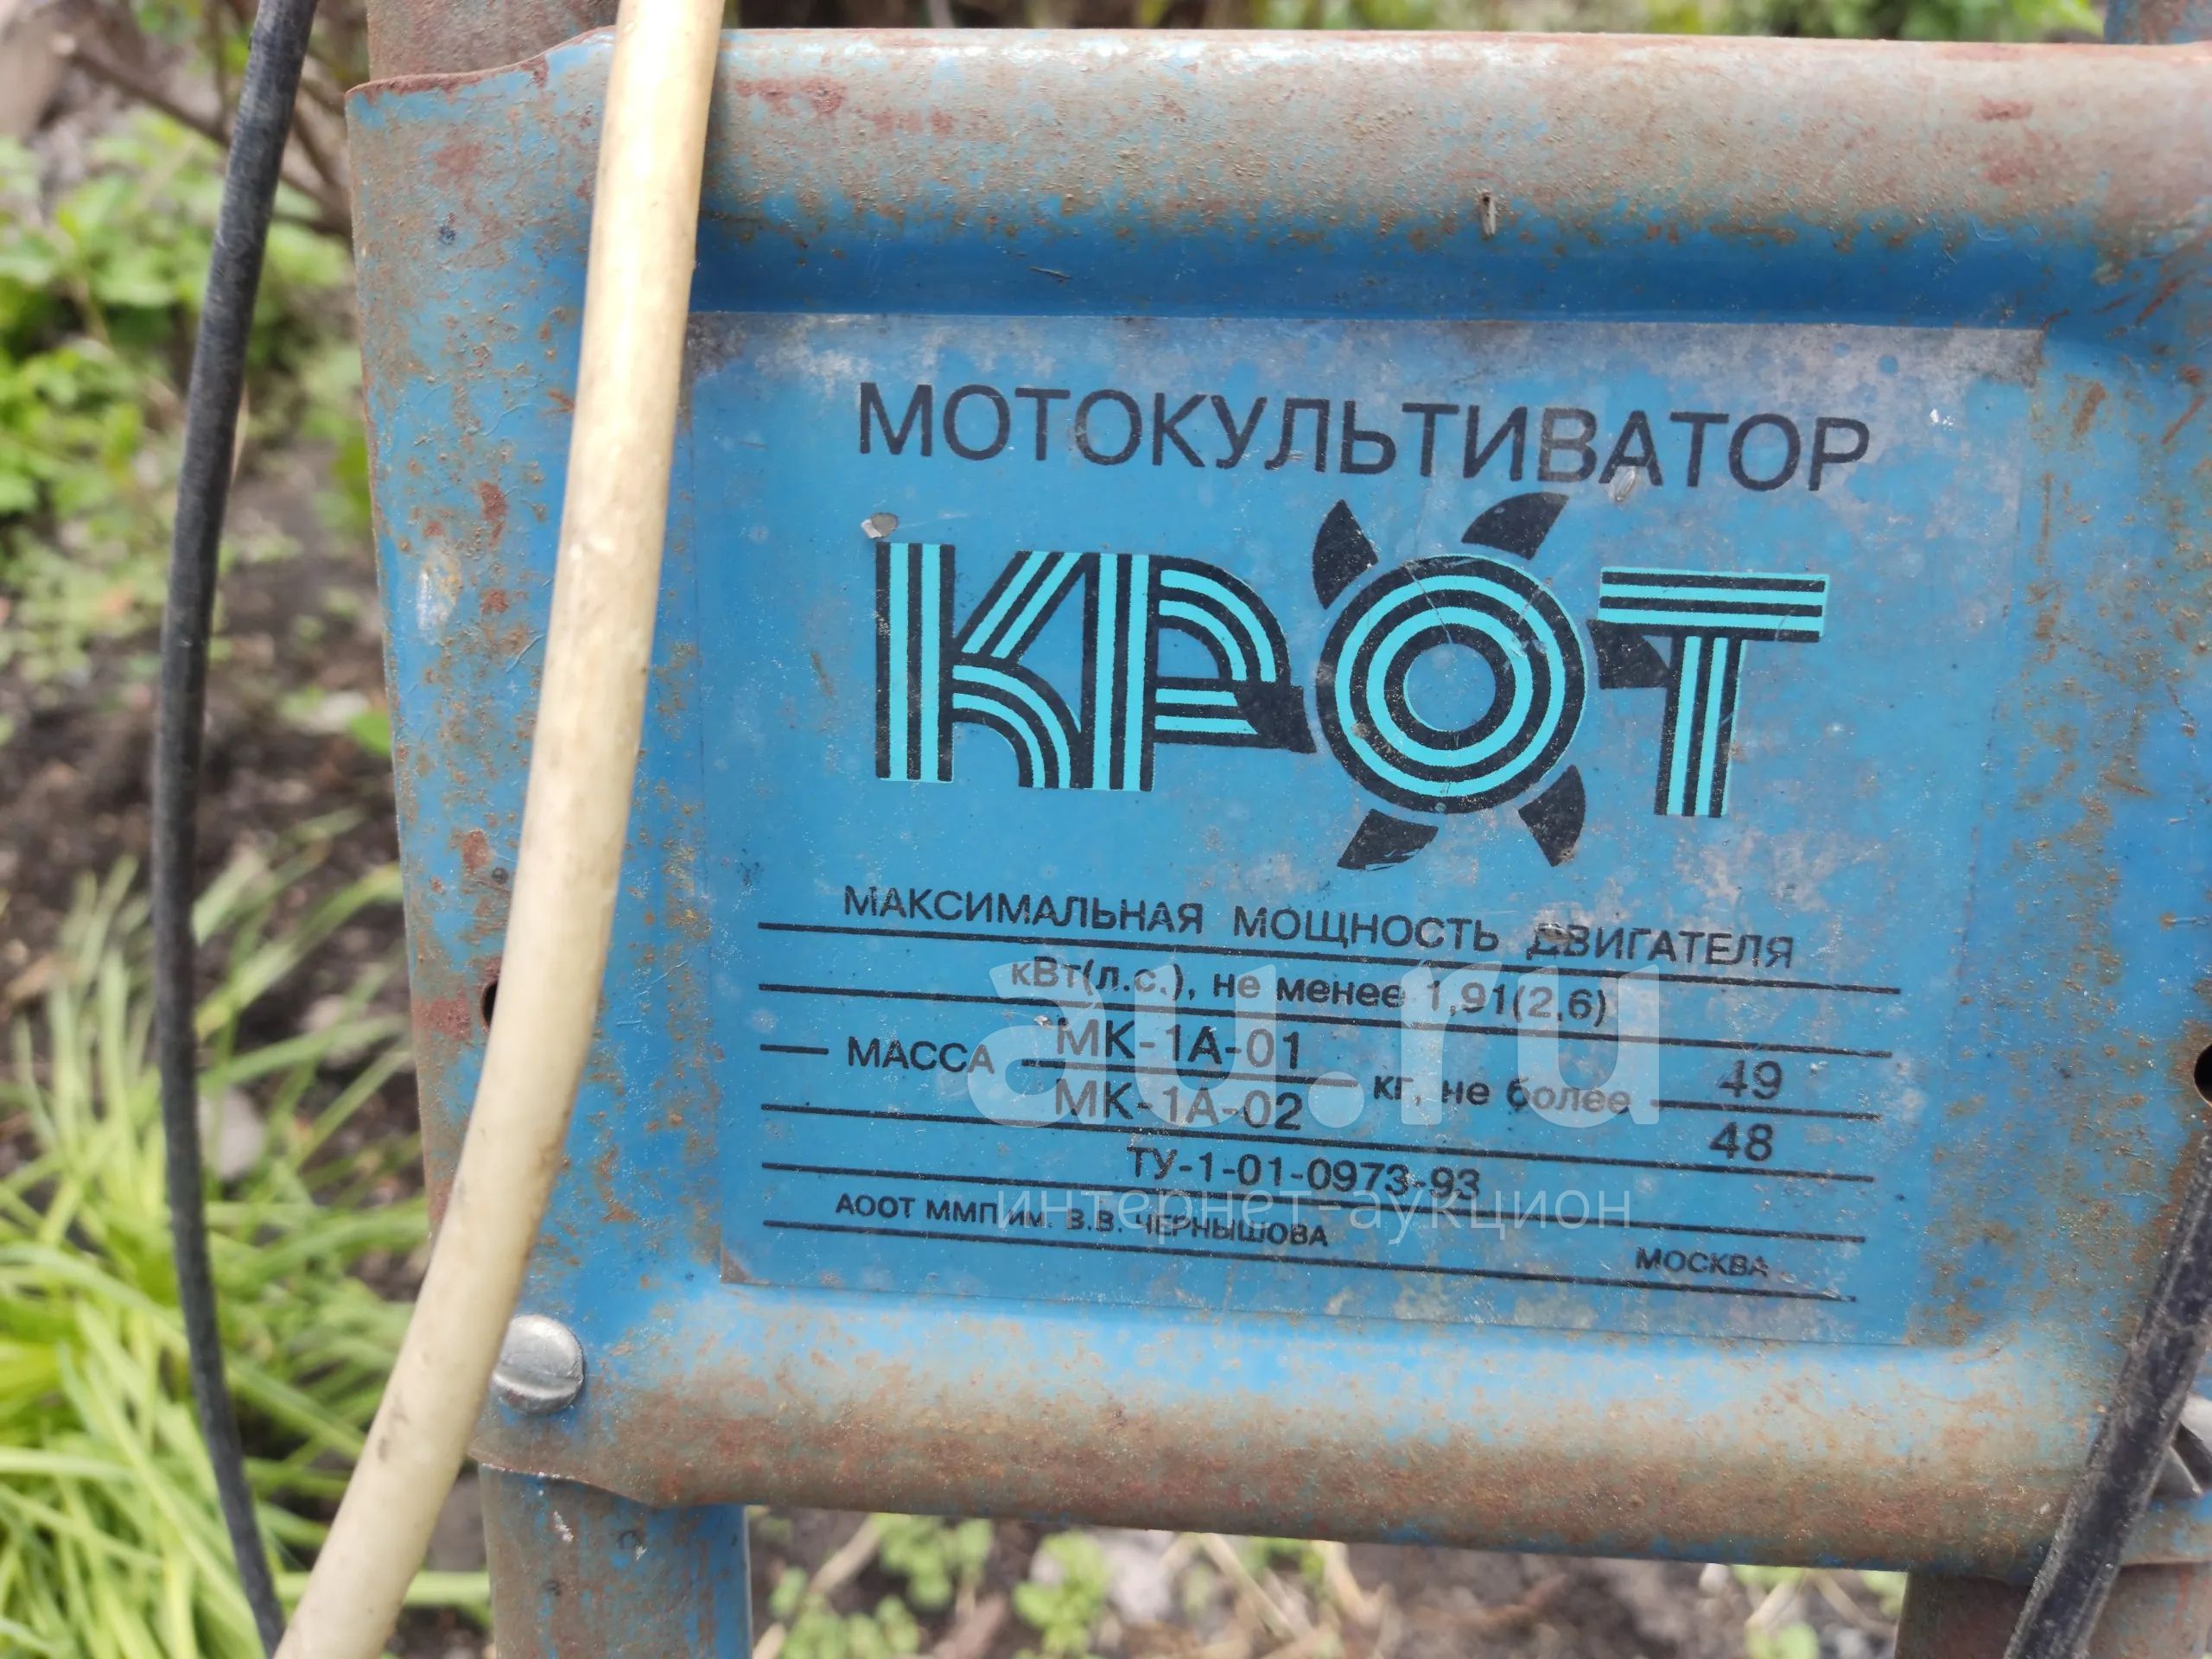 МОТОКУЛЬТИВАТОР
КРОТ
МАКСИМАЛЬНАЯ МОЩНОСТЬ ДВИГАТЕЛЯ
кВт(л.с.), не менее 1,91(2,6)
МК-1А-01 49
МАССА кг, не более
МК-1А-02 48
ТУ-1-01-0973-93
АООТ ММП им. В.В. ЧЕРНЫШОВА МОСКВА
au.ru
интернет-аукцион